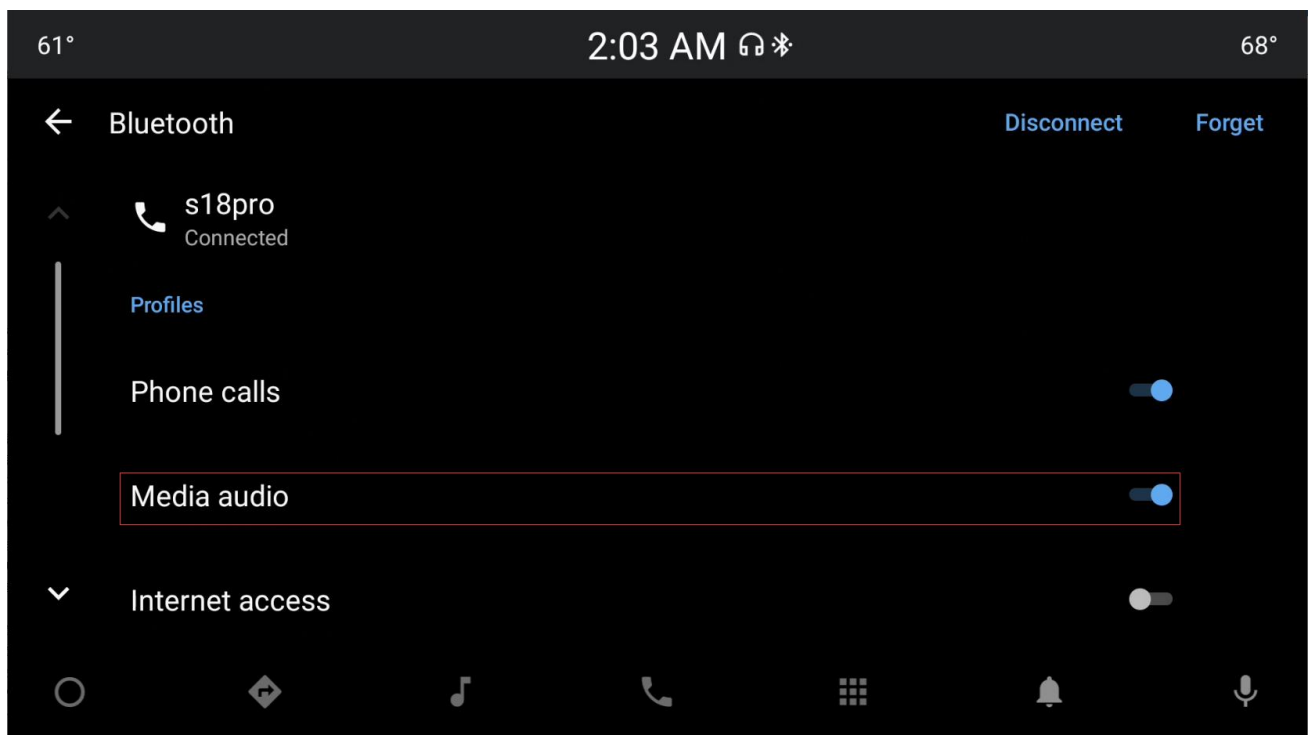 61°
2:03 AM
68°
Bluetooth
Disconnect
Forget
s18pro
Connected
Profiles
Phone calls
Media audio
Internet access